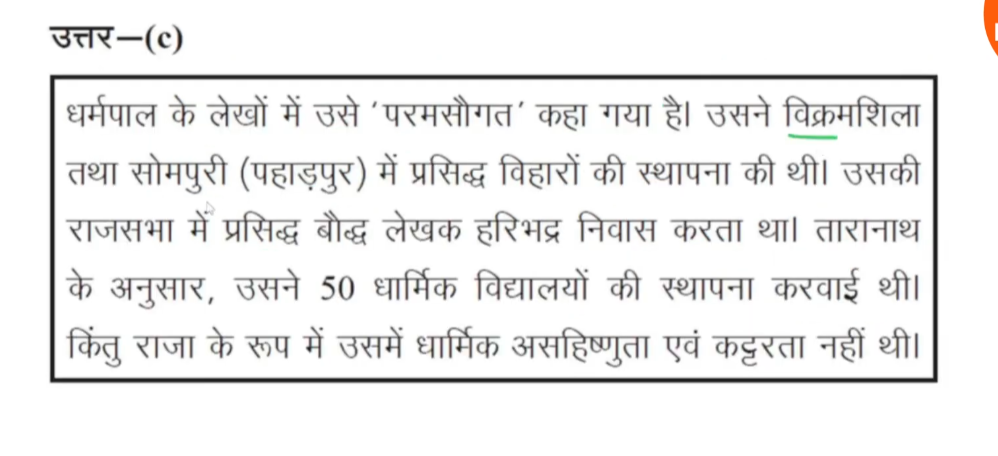 उत्तर—(c)
धर्मपाल के लेखों में उसे ‘परमसौगत’ कहा गया है। उसने विक्रमशिला
तथा सोमपुरी (पहाड़पुर) में प्रसिद्ध विहारों की स्थापना की थी। उसकी
राजसभा में प्रसिद्ध बौद्ध लेखक हरिभद्र निवास करता था। तारानाथ
के अनुसार, उसने 50 धार्मिक विद्यालयों की स्थापना करवाई थी।
किंतु राजा के रूप में उसमें धार्मिक असहिष्णुता एवं कट्टरता नहीं थी।